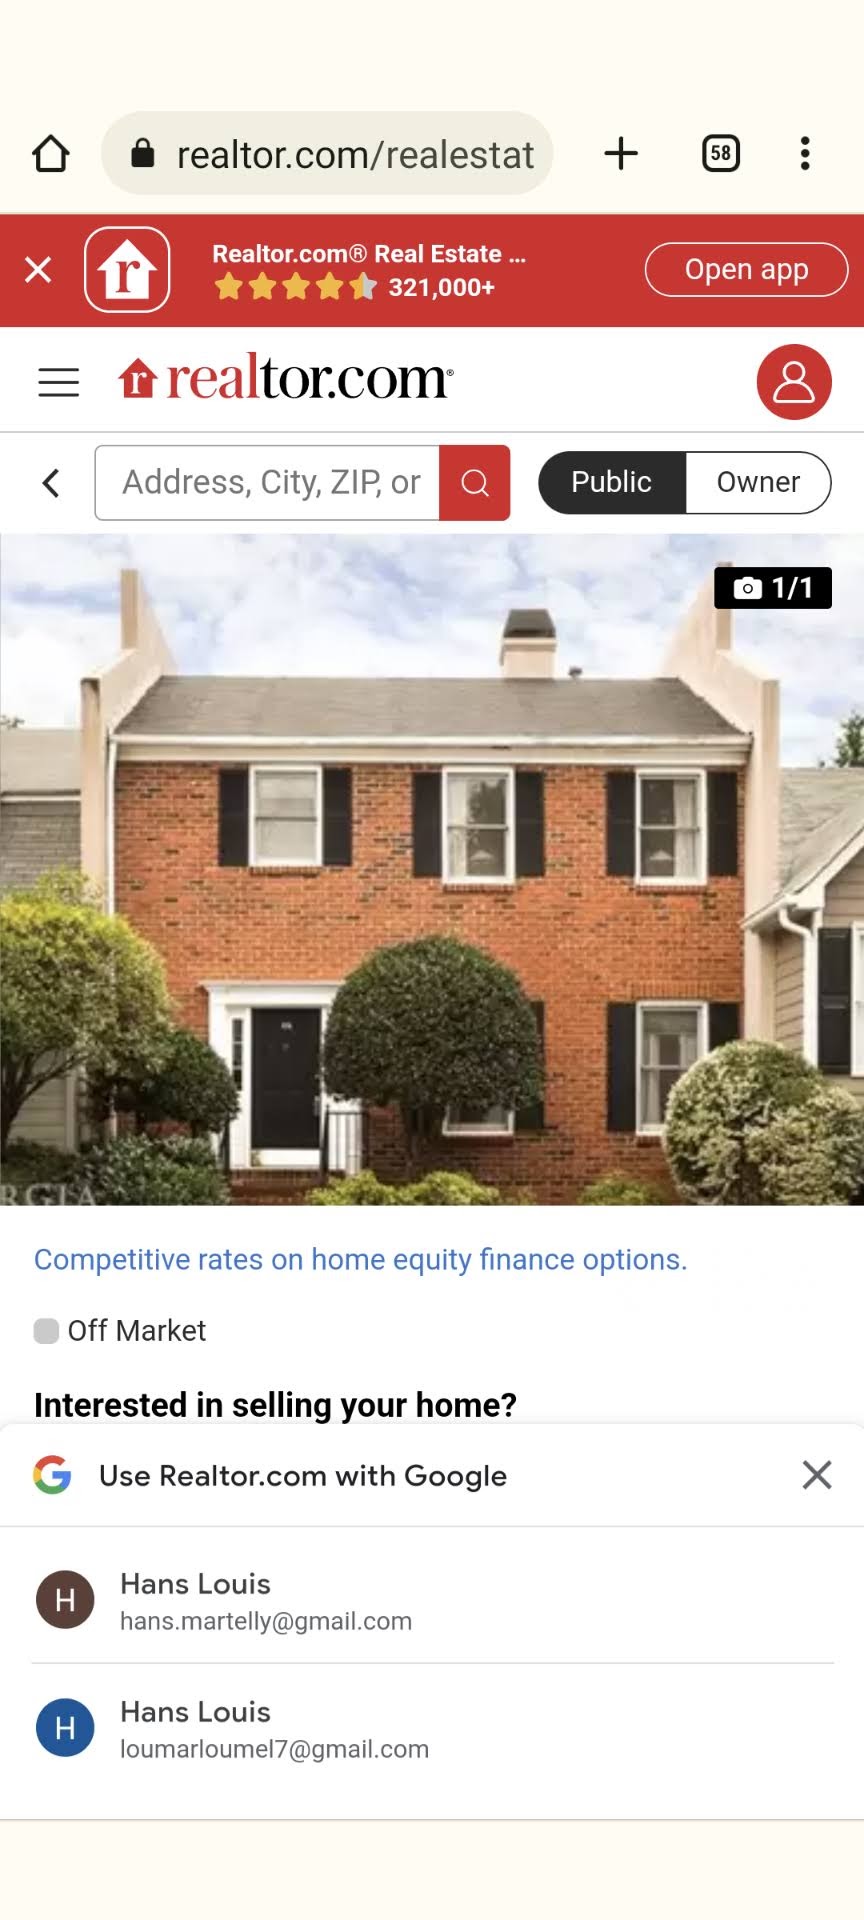 realtor.com/realestat
58
Realtor.com® Real Estate ...
321,000+
Open app
r realtor.com®
Address, City, ZIP, or
Public
Owner
1/1
RGIA
Competitive rates on home equity finance options.
Off Market
Interested in selling your home?
Use Realtor.com with Google
H
Hans Louis
hans.martelly@gmail.com
H
Hans Louis
loumarloumel7@gmail.com